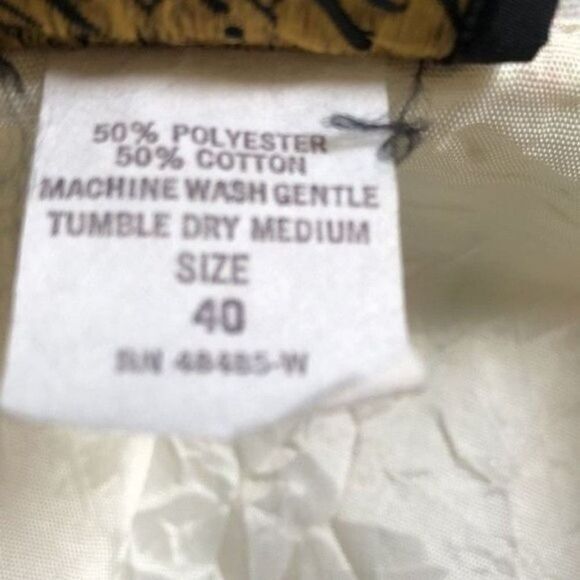 50% POLYESTER
50% COTTON
MACHINE WASH GENTLE
TUMBLE DRY MEDIUM
SIZE
40
RN 48485-W